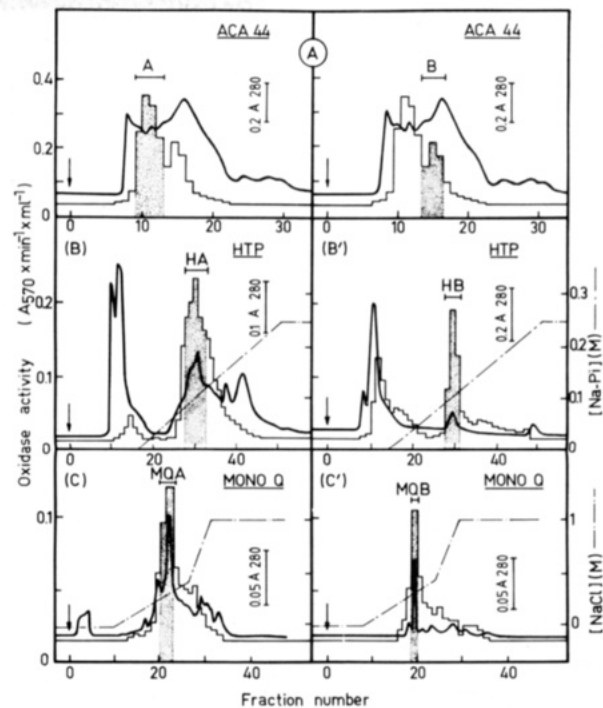 ACA 44
A
ACA 44
A
0.2 A 280
B
0.2 A 280
0.4
0.2
0
0 10 20 30
0 10 20 30
(B)
HTP
HA
0.1 A 280
(B')
HTP
HB
0.2 A 280
0.2
0.1
0
0.3
0.2
0.1
0
0 20 40
0 20 40
(C)
MQA
MONO Q
0.05 A 280
(C')
MQB
MONO Q
0.05 A 280
0.1
0
1
0
0 20 40
0 20 40
Oxidase activity ( A570 x min⁻¹ x ml⁻¹)
[Na-Pi] (M)
[NaCl] (M)
Fraction number